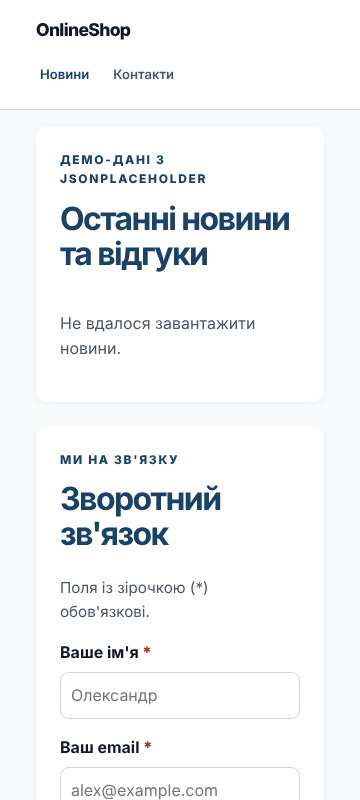 OnlineShop
Новини Контакти
ДЕМО-ДАНІ З
JSONPLACEHOLDER
Останні новини
та відгуки
Не вдалося завантажити
новини.
МИ НА ЗВ'ЯЗКУ
Зворотний
зв'язок
Поля із зірочкою (*)
обов'язкові.
Ваше ім'я *
Олександр
Ваш email *
alex@example.com